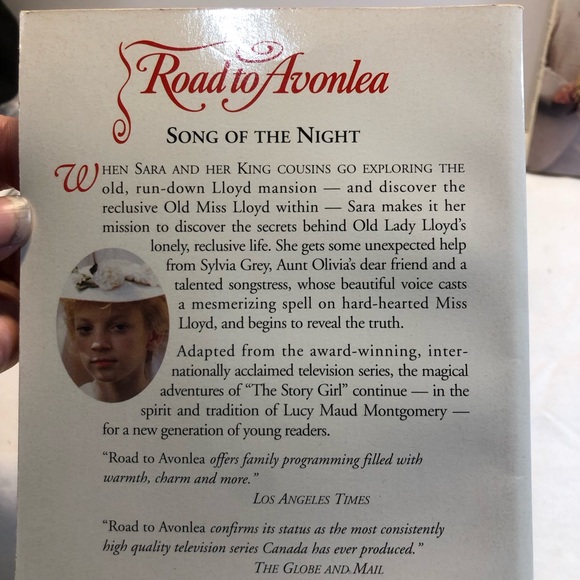 Road to Avonlea
SONG OF THE NIGHT
WHEN SARA AND HER KING COUSINS GO EXPLORING THE
old, run-down Lloyd mansion — and discover the
reclusive Old Miss Lloyd within — Sara makes it her
mission to discover the secrets behind Old Lady Lloyd's
lonely, reclusive life. She gets some unexpected help
from Sylvia Grey, Aunt Olivia's dear friend and a
talented songstress, whose beautiful voice casts
a mesmerizing spell on hard-hearted Miss
Lloyd, and begins to reveal the truth.
Adapted from the award-winning, inter-
nationally acclaimed television series, the magical
adventures of "The Story Girl" continue — in the
spirit and tradition of Lucy Maud Montgomery —
for a new generation of young readers.
"Road to Avonlea offers family programming filled with
warmth, charm and more."
LOS ANGELES TIMES
"Road to Avonlea confirms its status as the most consistently
high quality television series Canada has ever produced."
THE GLOBE AND MAIL